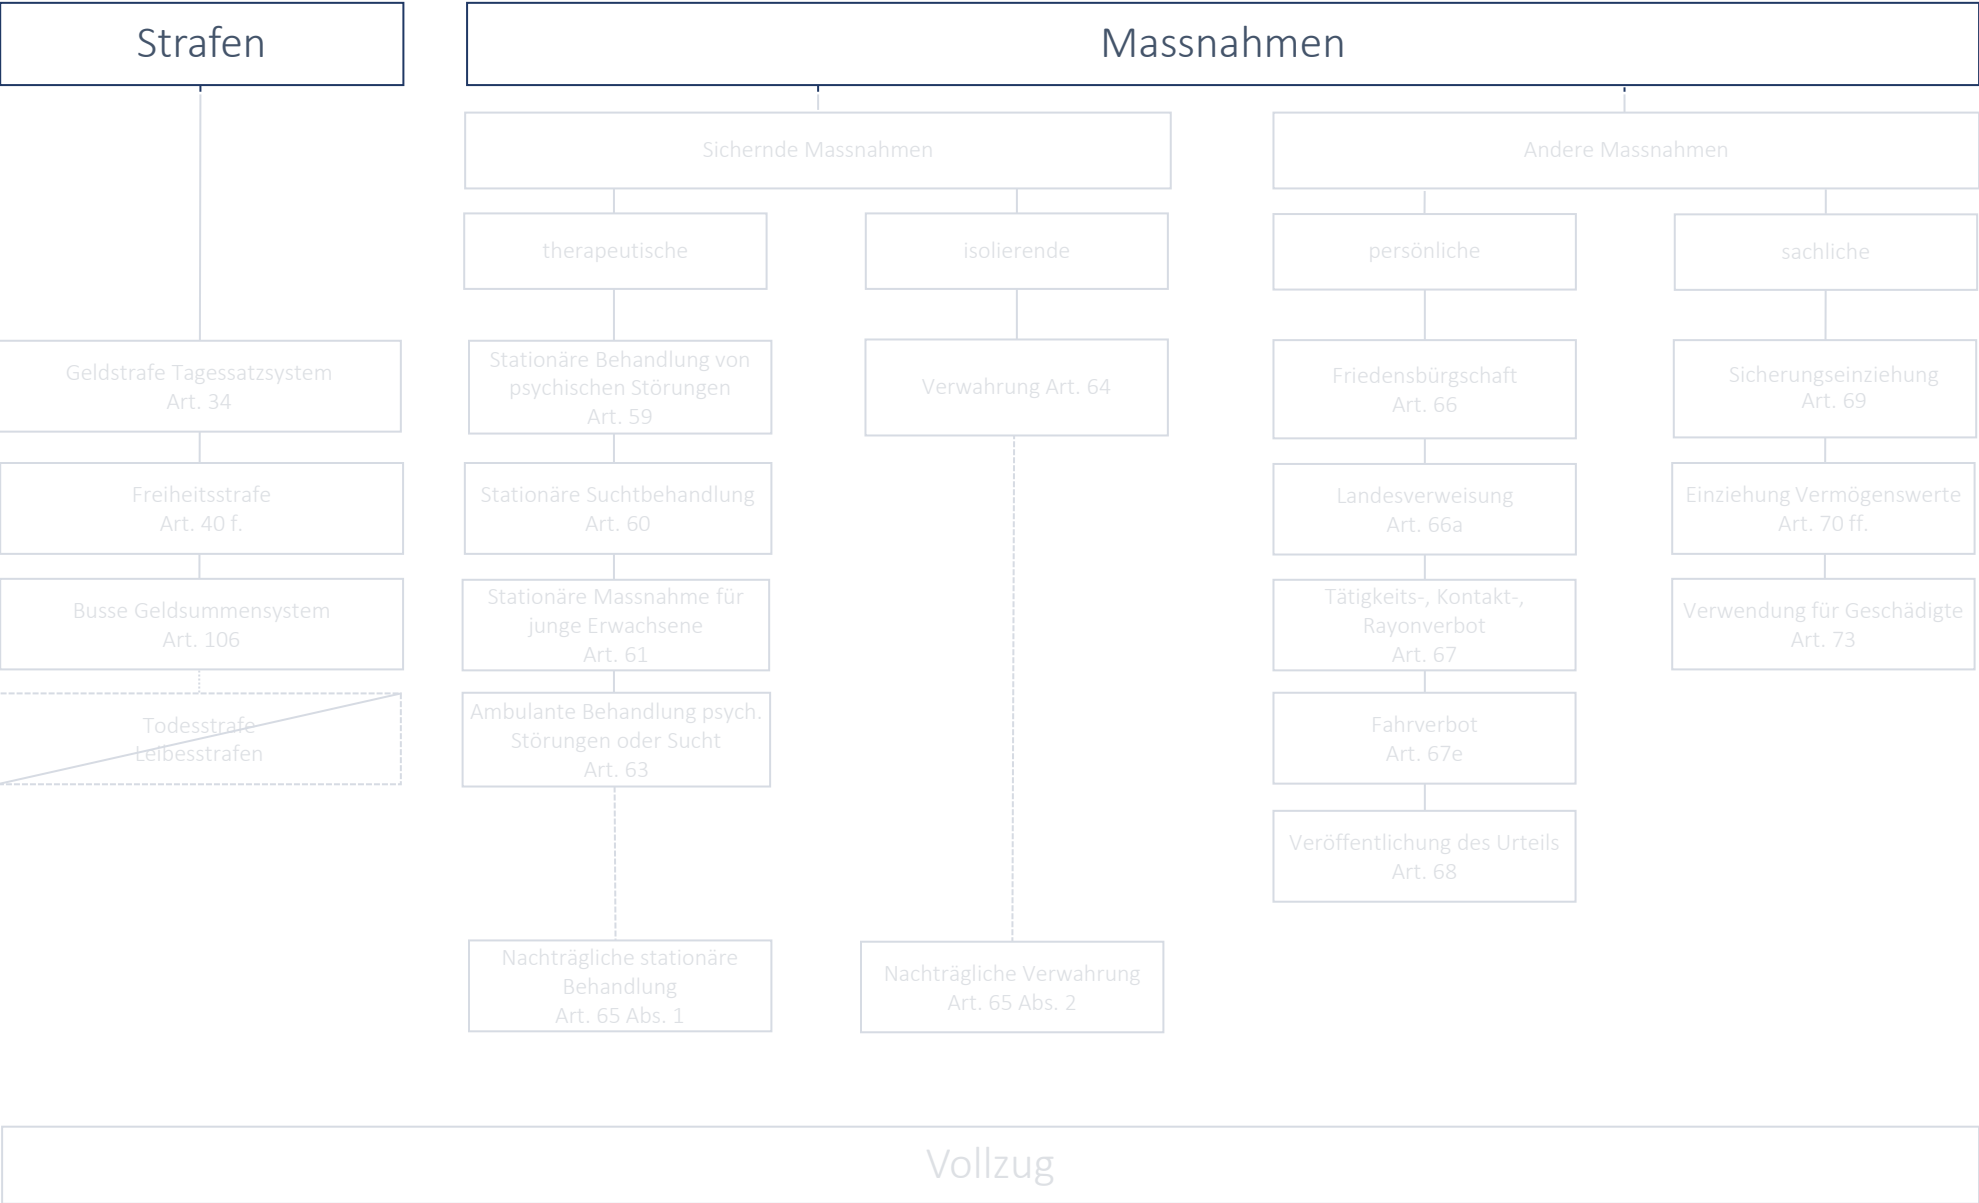 Strafen
Massnahmen
Sichernde Massnahmen
Andere Massnahmen
therapeutische
isolierende
persönliche
sachliche
Geldstrafe Tagessatzsystem
Art. 34
Freiheitsstrafe
Art. 40 f.
Busse Geldsummensystem
Art. 106
Todesstrafe
Leibesstrafen
Stationäre Behandlung von
psychischen Störungen
Art. 59
Stationäre Suchtbehandlung
Art. 60
Stationäre Massnahme für
junge Erwachsene
Art. 61
Ambulante Behandlung psych.
Störungen oder Sucht
Art. 63
Nachträgliche stationäre
Behandlung
Art. 65 Abs. 1
Verwahrung Art. 64
Nachträgliche Verwahrung
Art. 65 Abs. 2
Friedensbürgschaft
Art. 66
Landesverweisung
Art. 66a
Tätigkeits-, Kontakt-,
Rayonverbot
Art. 67
Fahrverbot
Art. 67e
Veröffentlichung des Urteils
Art. 68
Sicherungseinziehung
Art. 69
Einziehung Vermögenswerte
Art. 70 ff.
Verwendung für Geschädigte
Art. 73
Vollzug